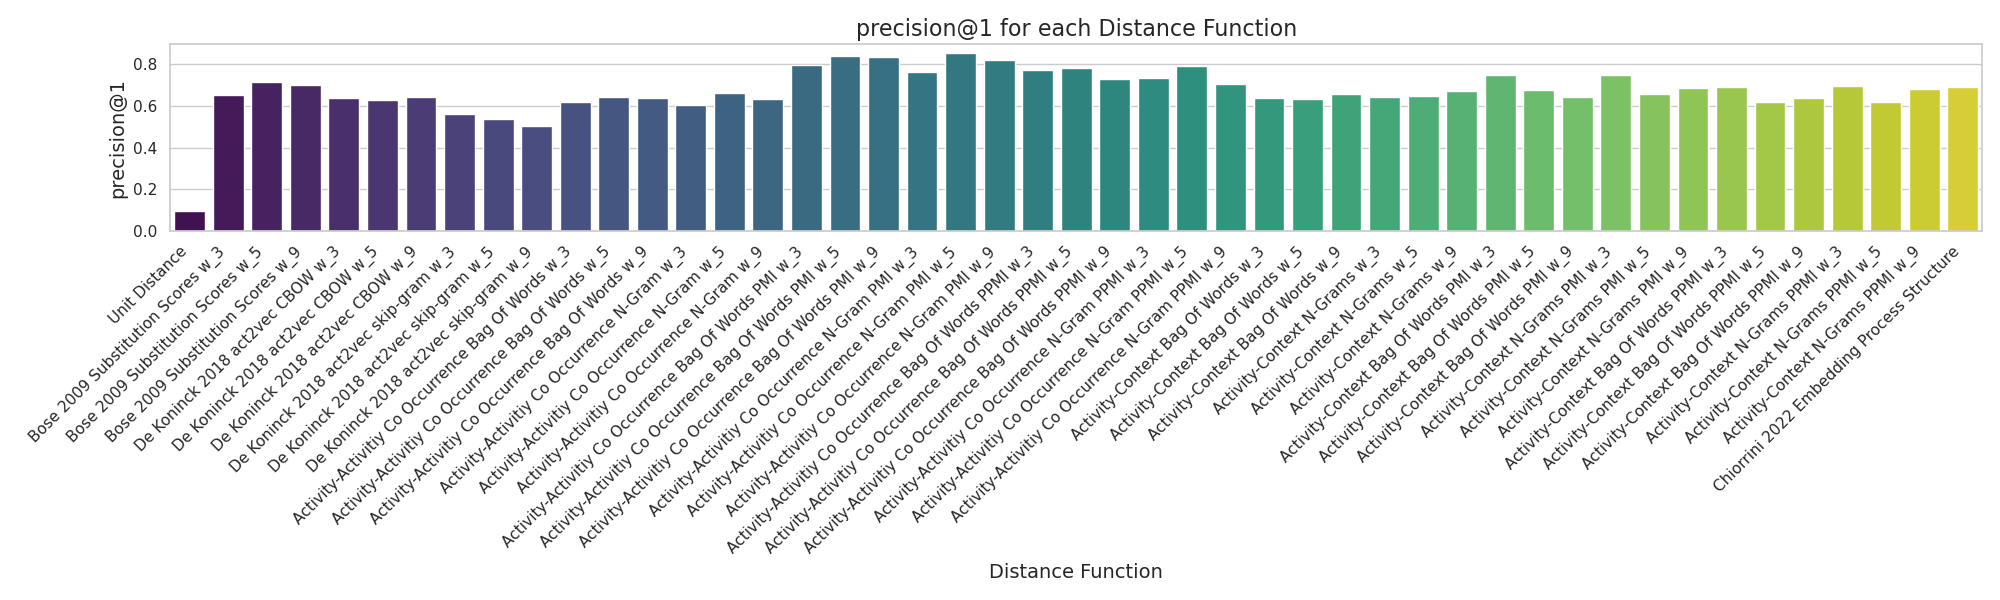 precision@1 for each Distance Function
precision@1
0.8
0.6
0.4
0.2
0.0
Unit Distance
Bose 2009 Substitution Scores w_3
Bose 2009 Substitution Scores w_5
Bose 2009 Substitution Scores w_9
De Koninck 2018 act2vec CBOW w_3
De Koninck 2018 act2vec CBOW w_5
De Koninck 2018 act2vec CBOW w_9
De Koninck 2018 act2vec skip-gram w_3
De Koninck 2018 act2vec skip-gram w_5
De Koninck 2018 act2vec skip-gram w_9
Activity-Activitiy Co Occurrence Bag Of Words w_3
Activity-Activitiy Co Occurrence Bag Of Words w_5
Activity-Activitiy Co Occurrence Bag Of Words w_9
Activity-Activitiy Co Occurrence N-Gram w_3
Activity-Activitiy Co Occurrence N-Gram w_5
Activity-Activitiy Co Occurrence N-Gram w_9
Activity-Activitiy Co Occurrence Bag Of Words PMI w_3
Activity-Activitiy Co Occurrence Bag Of Words PMI w_5
Activity-Activitiy Co Occurrence Bag Of Words PMI w_9
Activity-Activitiy Co Occurrence N-Gram PMI w_3
Activity-Activitiy Co Occurrence N-Gram PMI w_5
Activity-Activitiy Co Occurrence N-Gram PMI w_9
Activity-Activitiy Co Occurrence Bag Of Words PPMI w_3
Activity-Activitiy Co Occurrence Bag Of Words PPMI w_5
Activity-Activitiy Co Occurrence Bag Of Words PPMI w_9
Activity-Activitiy Co Occurrence N-Gram PPMI w_3
Activity-Activitiy Co Occurrence N-Gram PPMI w_5
Activity-Activitiy Co Occurrence N-Gram PPMI w_9
Activity-Context Bag Of Words w_3
Activity-Context Bag Of Words w_5
Activity-Context Bag Of Words w_9
Activity-Context N-Grams w_3
Activity-Context N-Grams w_5
Activity-Context N-Grams w_9
Activity-Context Bag Of Words PMI w_3
Activity-Context Bag Of Words PMI w_5
Activity-Context Bag Of Words PMI w_9
Activity-Context N-Grams PMI w_3
Activity-Context N-Grams PMI w_5
Activity-Context N-Grams PMI w_9
Activity-Context Bag Of Words PPMI w_3
Activity-Context Bag Of Words PPMI w_5
Activity-Context Bag Of Words PPMI w_9
Activity-Context N-Grams PPMI w_3
Activity-Context N-Grams PPMI w_5
Activity-Context N-Grams PPMI w_9
Chiorrini 2022 Embedding Process Structure
Distance Function